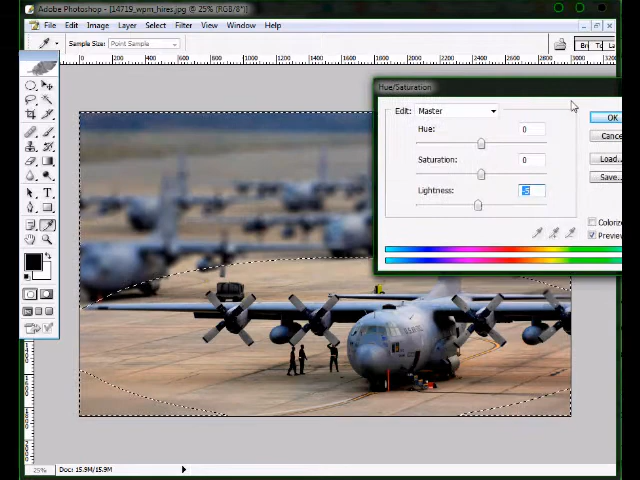 Adobe Photoshop - [14719_wpm_hires.jpg @ 25% (RGB/8*)]
File Edit Image Layer Select Filter View Window Help
Sample Size: Point Sample
Hue/Saturation
Edit: Master
OK
Hue: 0
Cancel
Saturation: 0
Load...
Save...
Lightness: -5
Colorize
Preview
25% Doc: 15.9M/15.9M